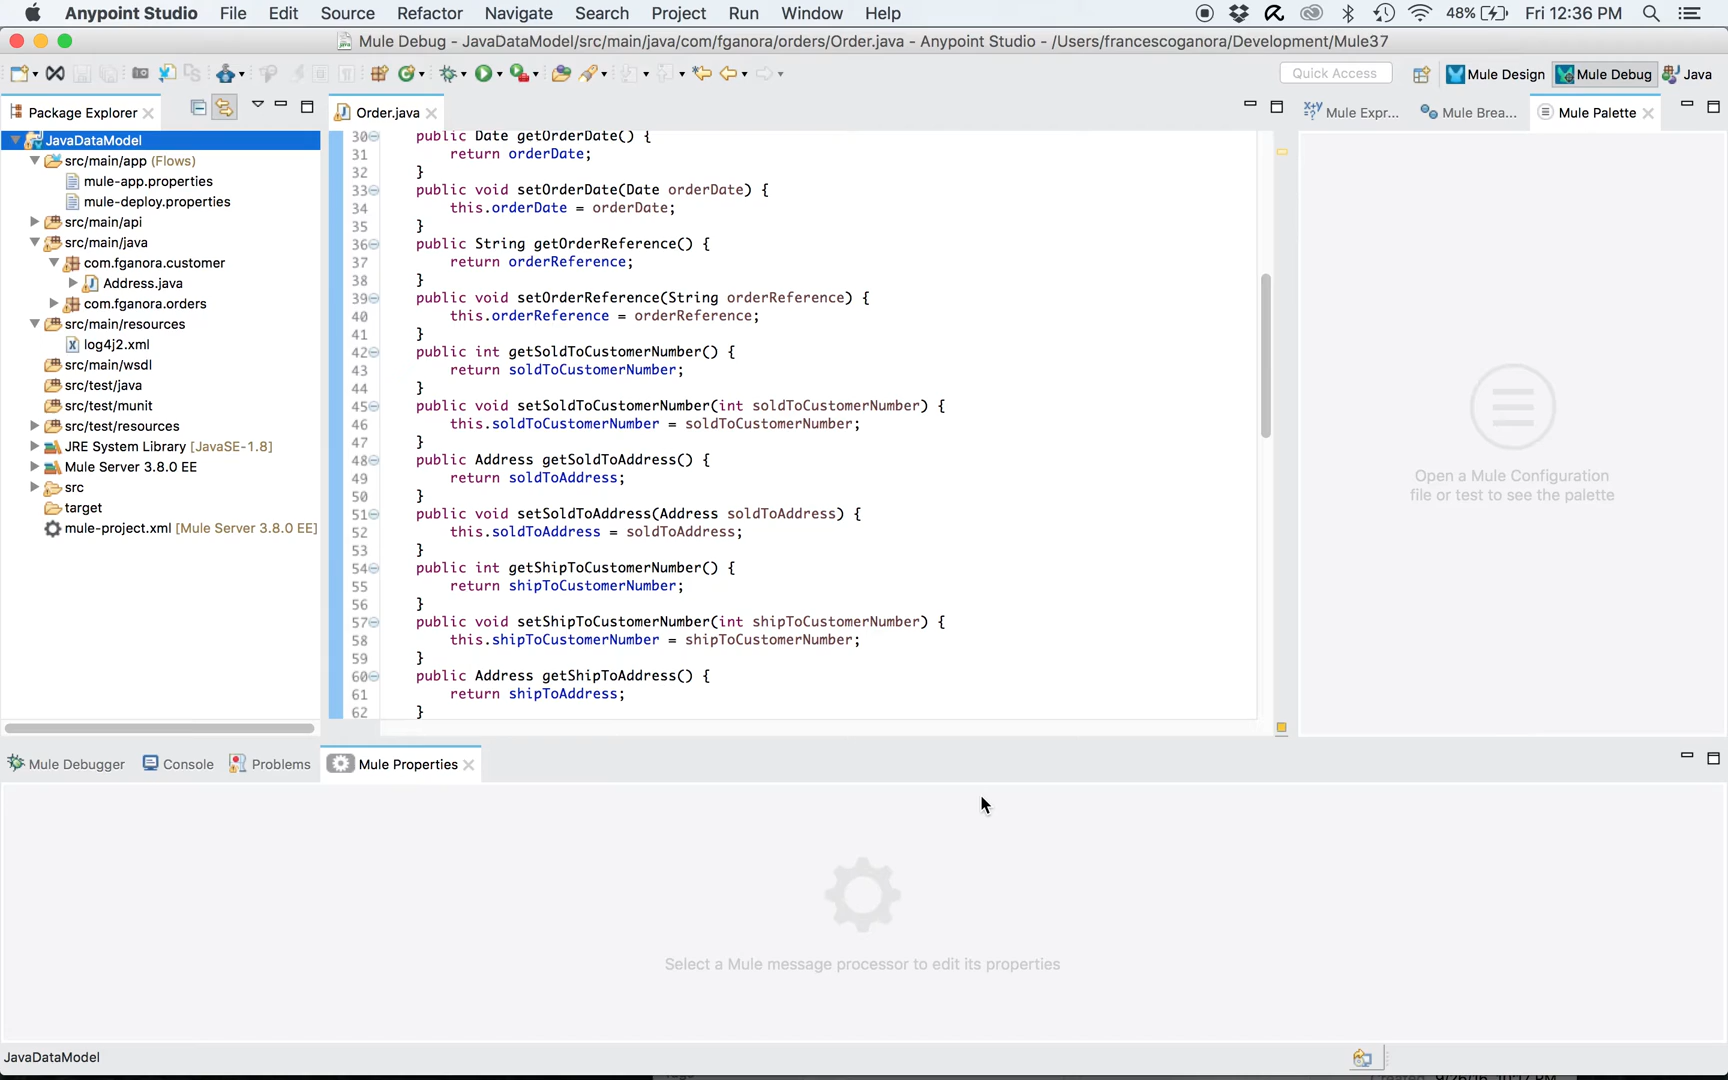 Anypoint Studio File Edit Source Refactor Navigate Search Project Run Window Help 48% Fri 12:36 PM
Mule Debug - JavaDataModel/src/main/java/com/fganora/orders/Order.java - Anypoint Studio - /Users/francescoganora/Development/Mule37
Quick Access Mule Design Mule Debug Java
Package Explorer
Order.java
Mule Expr... Mule Brea... Mule Palette
JavaDataModel
src/main/app (Flows)
mule-app.properties
mule-deploy.properties
src/main/api
src/main/java
com.fganora.customer
Address.java
com.fganora.orders
src/main/resources
log4j2.xml
src/main/wsdl
src/test/java
src/test/munit
src/test/resources
JRE System Library [JavaSE-1.8]
Mule Server 3.8.0 EE
src
target
mule-project.xml [Mule Server 3.8.0 EE]
30 public Date getOrderDate() {
31 return orderDate;
32 }
33 public void setOrderDate(Date orderDate) {
34 this.orderDate = orderDate;
35 }
36 public String getOrderReference() {
37 return orderReference;
38 }
39 public void setOrderReference(String orderReference) {
40 this.orderReference = orderReference;
41 }
42 public int getSoldToCustomerNumber() {
43 return soldToCustomerNumber;
44 }
45 public void setSoldToCustomerNumber(int soldToCustomerNumber) {
46 this.soldToCustomerNumber = soldToCustomerNumber;
47 }
48 public Address getSoldToAddress() {
49 return soldToAddress;
50 }
51 public void setSoldToAddress(Address soldToAddress) {
52 this.soldToAddress = soldToAddress;
53 }
54 public int getShipToCustomerNumber() {
55 return shipToCustomerNumber;
56 }
57 public void setShipToCustomerNumber(int shipToCustomerNumber) {
58 this.shipToCustomerNumber = shipToCustomerNumber;
59 }
60 public Address getShipToAddress() {
61 return shipToAddress;
62 }
Open a Mule Configuration
file or test to see the palette
Mule Debugger Console Problems Mule Properties
Select a Mule message processor to edit its properties
JavaDataModel